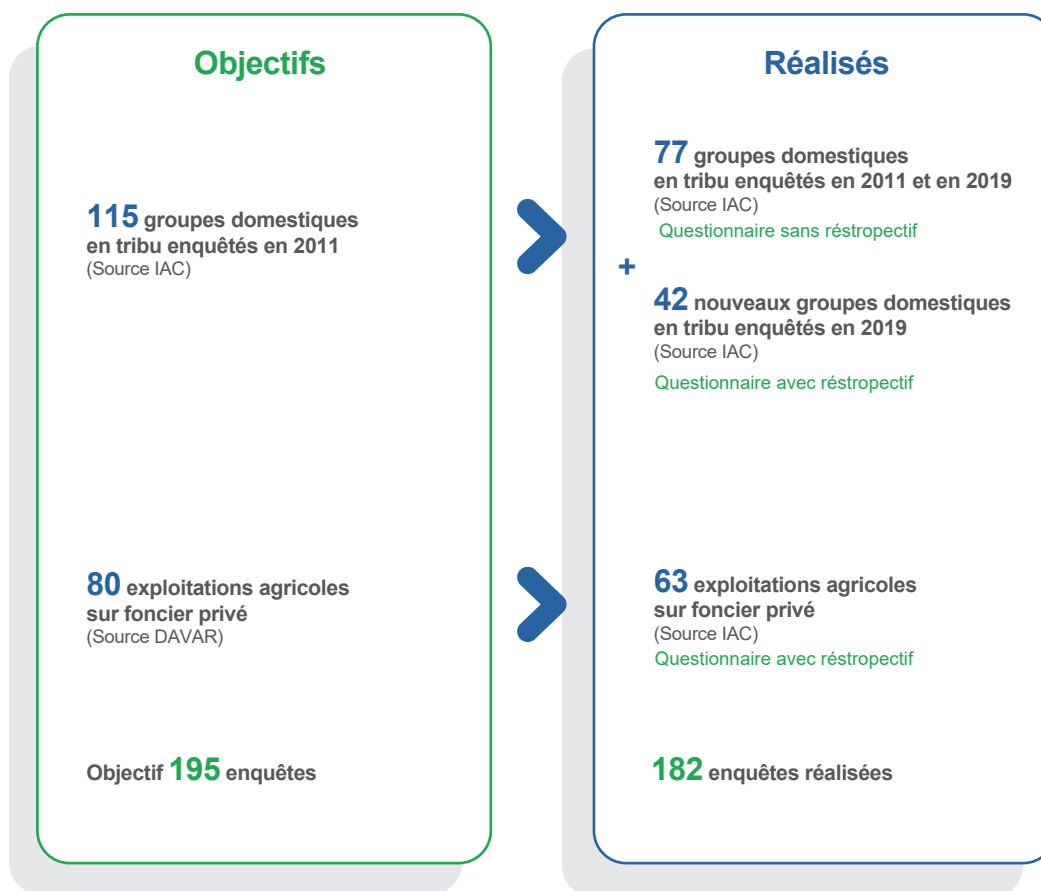 Objectifs
115 groupes domestiques
en tribu enquêtés en 2011
(Source IAC)
80 exploitations agricoles
sur foncier privé
(Source DAVAR)
Objectif 195 enquêtes
Réalisés
77 groupes domestiques
en tribu enquêtés en 2011 et en 2019
(Source IAC)
Questionnaire sans réstropectif
+
42 nouveaux groupes domestiques
en tribu enquêtés en 2019
(Source IAC)
Questionnaire avec réstropectif
63 exploitations agricoles
sur foncier privé
(Source IAC)
Questionnaire avec réstropectif
182 enquêtes réalisées